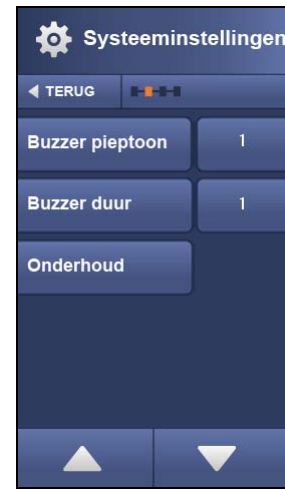 Systeeminstellingen
TERUG
Buzzer pieptoon 1
Buzzer duur 1
Onderhoud